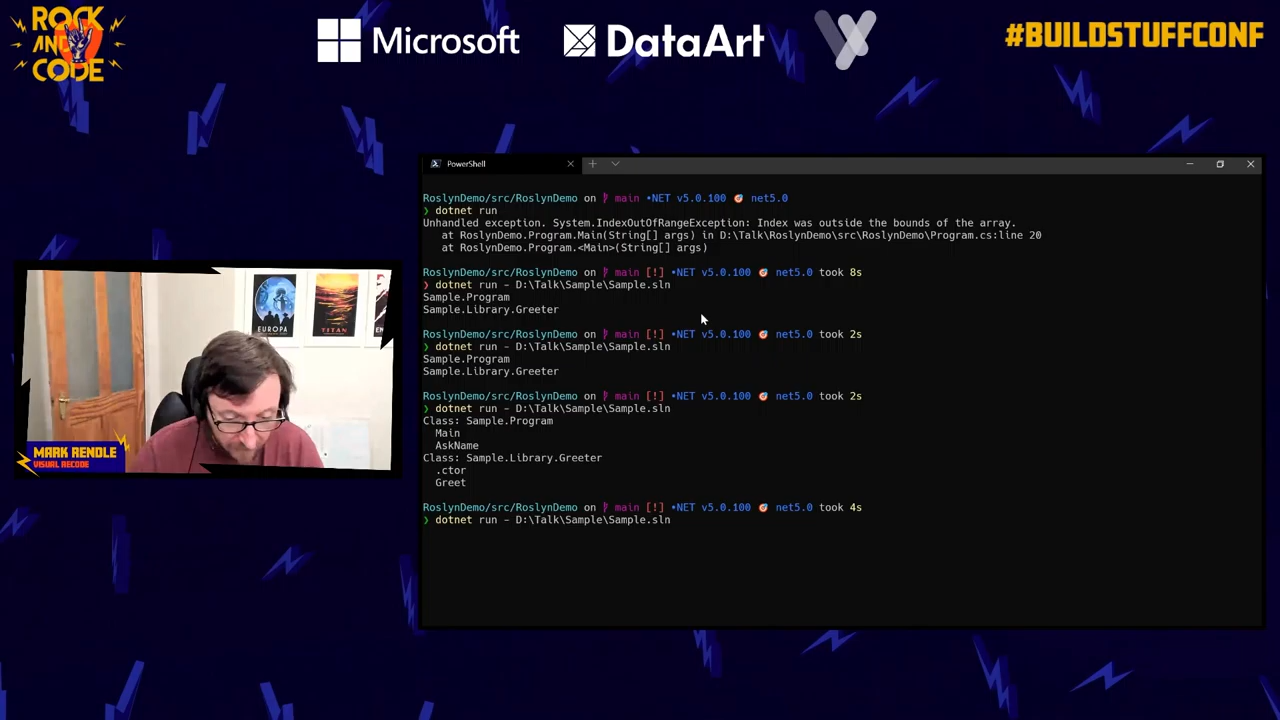 ROCK
AND
CODE
Microsoft
DataArt
#BUILDSTUFFCONF
PowerShell
RoslynDemo/src/RoslynDemo on main •NET v5.0.100 net5.0
❯ dotnet run
Unhandled exception. System.IndexOutOfRangeException: Index was outside the bounds of the array.
at RoslynDemo.Program.Main(String[] args) in D:\Talk\RoslynDemo\src\RoslynDemo\Program.cs:line 20
at RoslynDemo.Program.<Main>(String[] args)
RoslynDemo/src/RoslynDemo on main [!] •NET v5.0.100 net5.0 took 8s
❯ dotnet run - D:\Talk\Sample\Sample.sln
Sample.Program
Sample.Library.Greeter
RoslynDemo/src/RoslynDemo on main [!] •NET v5.0.100 net5.0 took 2s
❯ dotnet run - D:\Talk\Sample\Sample.sln
Sample.Program
Sample.Library.Greeter
RoslynDemo/src/RoslynDemo on main [!] •NET v5.0.100 net5.0 took 2s
❯ dotnet run - D:\Talk\Sample\Sample.sln
Class: Sample.Program
Main
AskName
Class: Sample.Library.Greeter
.ctor
Greet
RoslynDemo/src/RoslynDemo on main [!] •NET v5.0.100 net5.0 took 4s
❯ dotnet run - D:\Talk\Sample\Sample.sln
EUROPA
TITAN
MARK RENDLE
VISUAL RECODE